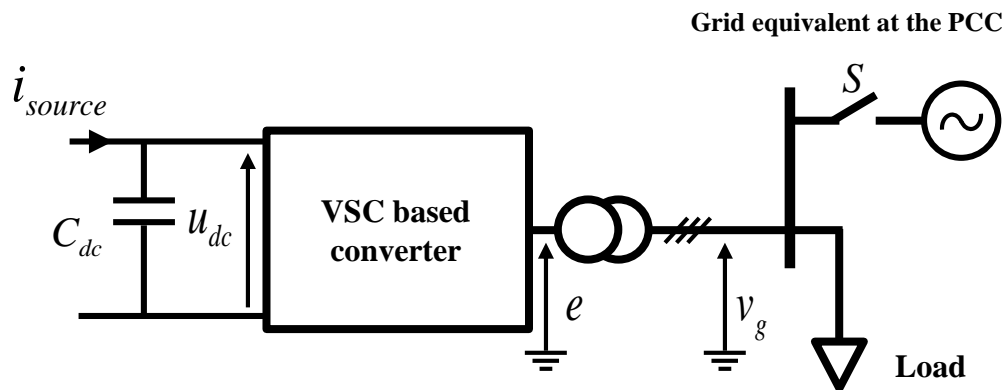 Grid equivalent at the PCC
S
i_source
VSC based
converter
C_dc
u_dc
e
v_g
Load